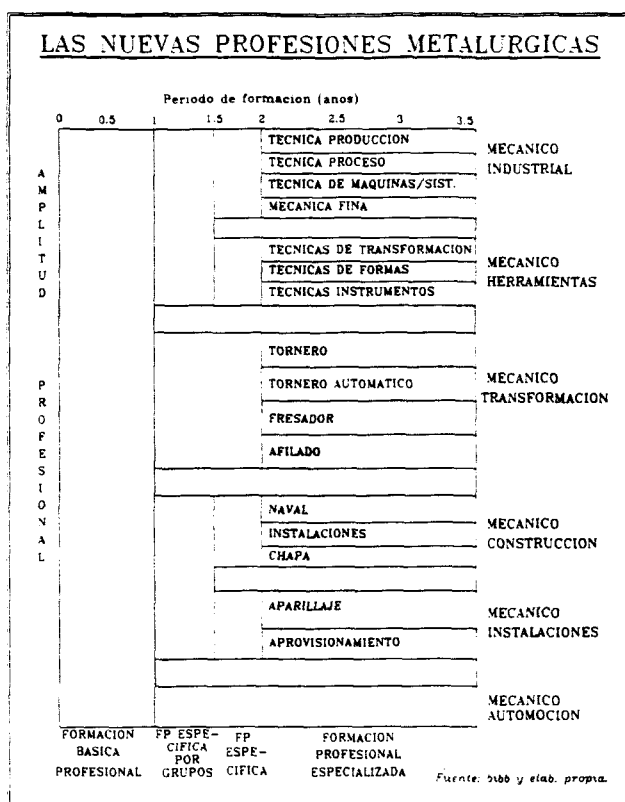 LAS NUEVAS PROFESIONES METALURGICAS
Periodo de formacion (anos)
0 0.5 1 1.5 2 2.5 3 3.5
AMPLITUD PROFESIONAL
TECNICA PRODUCCION
TECNICA PROCESO
TECNICA DE MAQUINAS/SIST.
MECANICA FINA
MECANICO
INDUSTRIAL
TECNICAS DE TRANSFORMACION
TECNICAS DE FORMAS
TECNICAS INSTRUMENTOS
MECANICO
HERRAMIENTAS
TORNERO
TORNERO AUTOMATICO
FRESADOR
AFILADO
MECANICO
TRANSFORMACION
NAVAL
INSTALACIONES
CHAPA
MECANICO
CONSTRUCCION
APARILLAJE
APROVISIONAMIENTO
MECANICO
INSTALACIONES
MECANICO
AUTOMOCION
FORMACION
BASICA
PROFESIONAL
FP ESPE-
CIFICA
POR
GRUPOS
FP
ESPE-
CIFICA
FORMACION
PROFESIONAL
ESPECIALIZADA
Fuente: bibb y elab. propia.